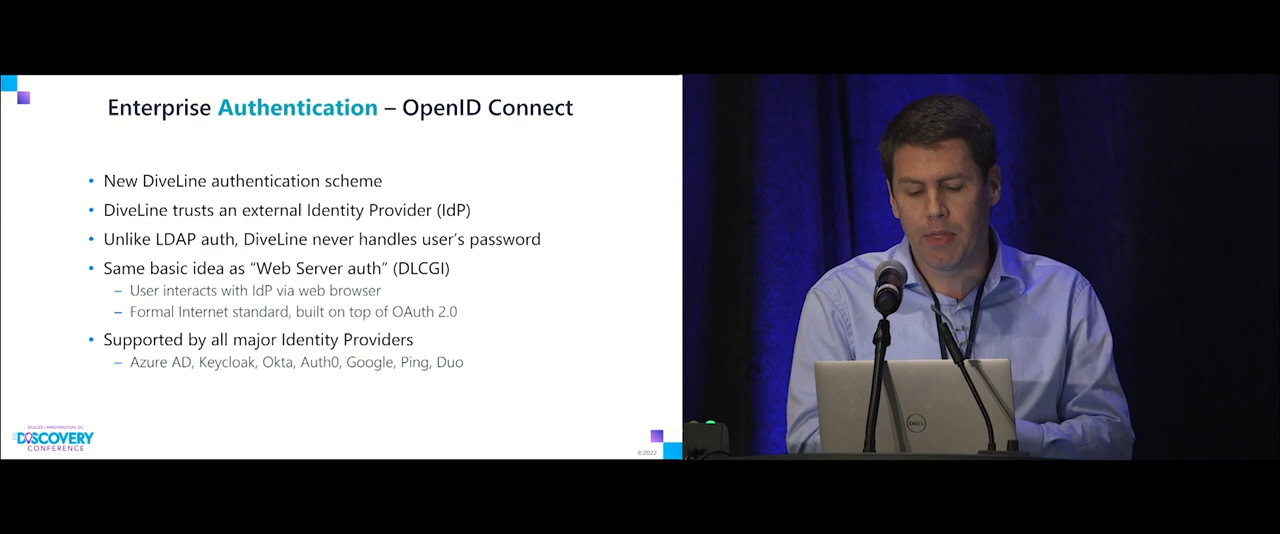 Enterprise Authentication – OpenID Connect
• New DiveLine authentication scheme
• DiveLine trusts an external Identity Provider (IdP)
• Unlike LDAP auth, DiveLine never handles user's password
• Same basic idea as “Web Server auth” (DLCGI)
– User interacts with IdP via web browser
– Formal Internet standard, built on top of OAuth 2.0
• Supported by all major Identity Providers
– Azure AD, Keycloak, Okta, Auth0, Google, Ping, Duo
DISCOVERY
CONFERENCE
©2022
DELL